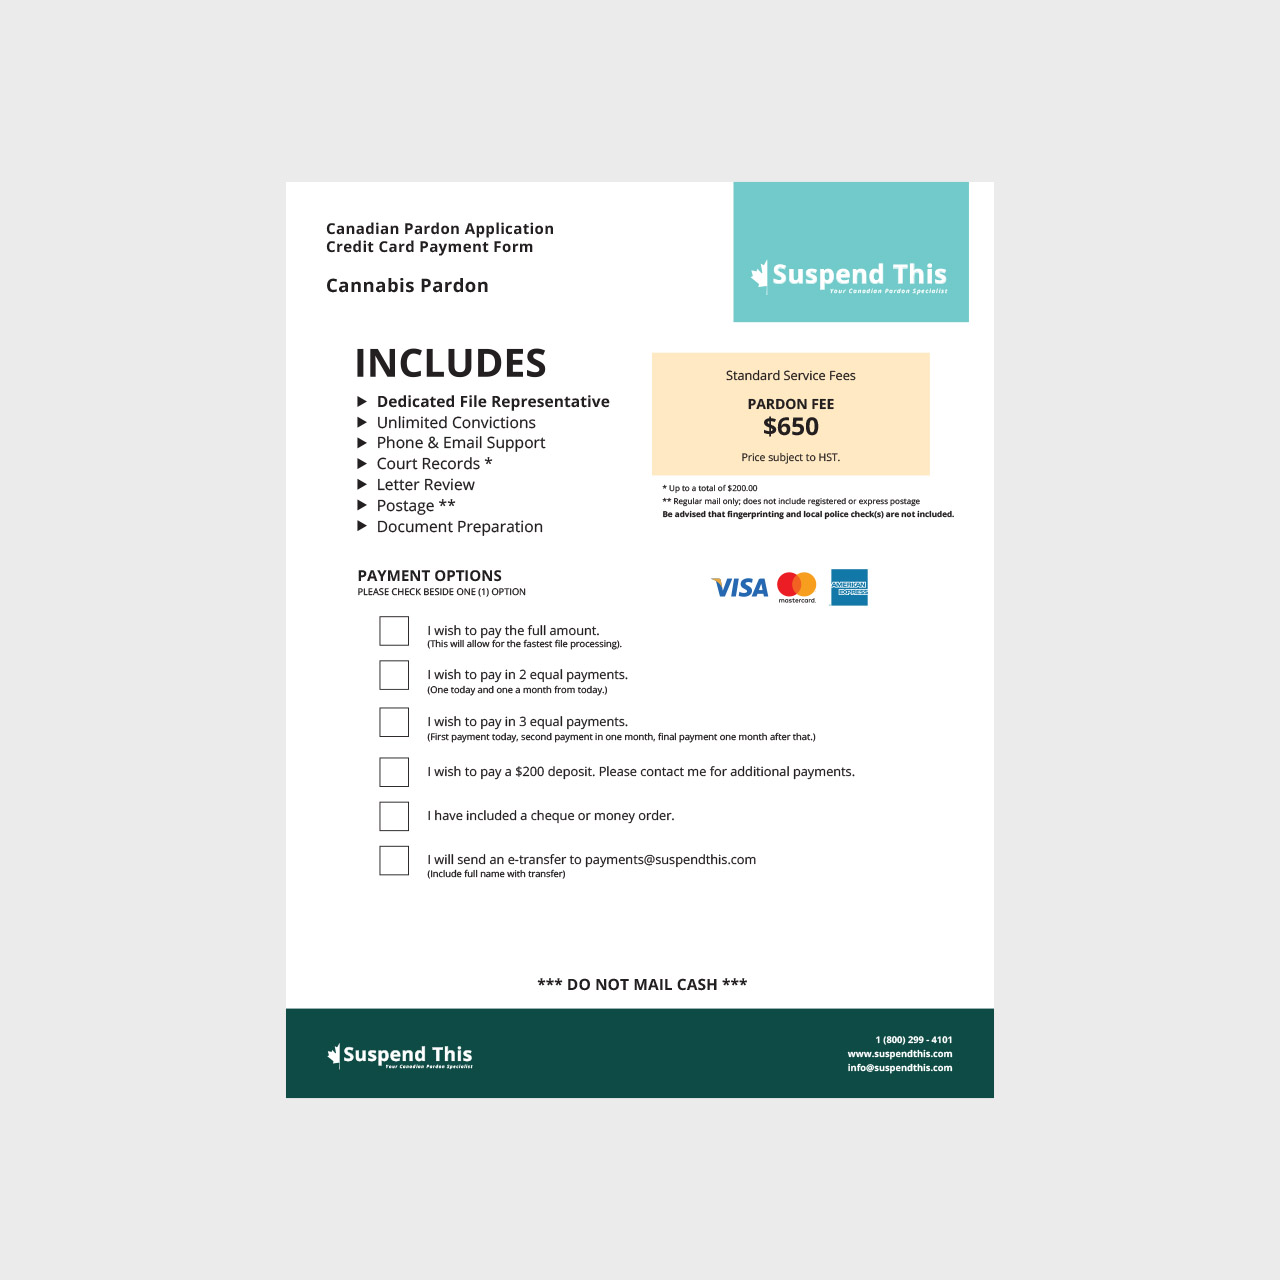 Canadian Pardon Application
Credit Card Payment Form
Cannabis Pardon
Suspend This
Your Canadian Pardon Specialist
INCLUDES
Dedicated File Representative
Unlimited Convictions
Phone & Email Support
Court Records *
Letter Review
Postage **
Document Preparation
Standard Service Fees
PARDON FEE
$650
Price subject to HST.
* Up to a total of $200.00
** Regular mail only; does not include registered or express postage
Be advised that fingerprinting and local police check(s) are not included.
PAYMENT OPTIONS
PLEASE CHECK BESIDE ONE (1) OPTION
VISA
mastercard.
AMERICAN
EXPRESS
I wish to pay the full amount.
(This will allow for the fastest file processing).
I wish to pay in 2 equal payments.
(One today and one a month from today.)
I wish to pay in 3 equal payments.
(First payment today, second payment in one month, final payment one month after that.)
I wish to pay a $200 deposit. Please contact me for additional payments.
I have included a cheque or money order.
I will send an e-transfer to payments@suspendthis.com
(Include full name with transfer)
*** DO NOT MAIL CASH ***
Suspend This
Your Canadian Pardon Specialist
1 (800) 299 - 4101
www.suspendthis.com
info@suspendthis.com